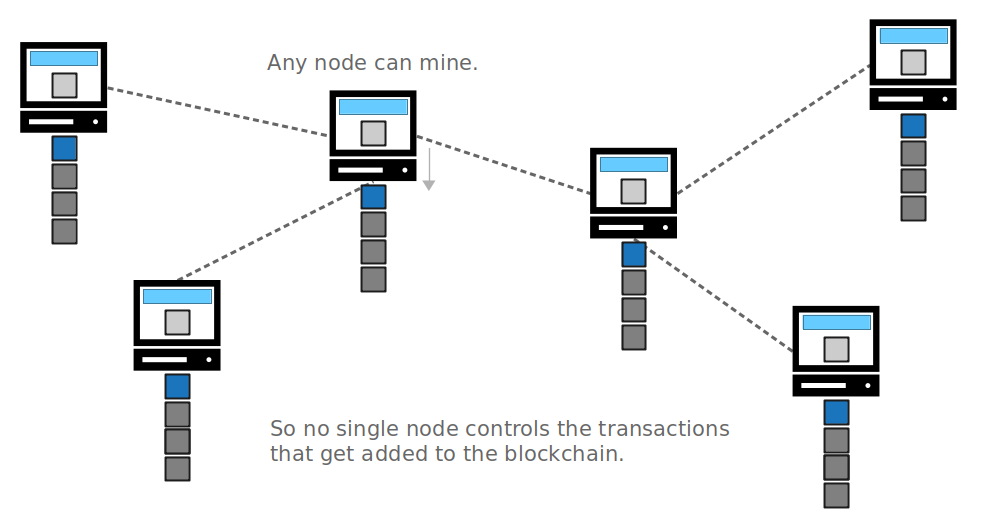 Any node can mine.
So no single node controls the transactions
that get added to the blockchain.